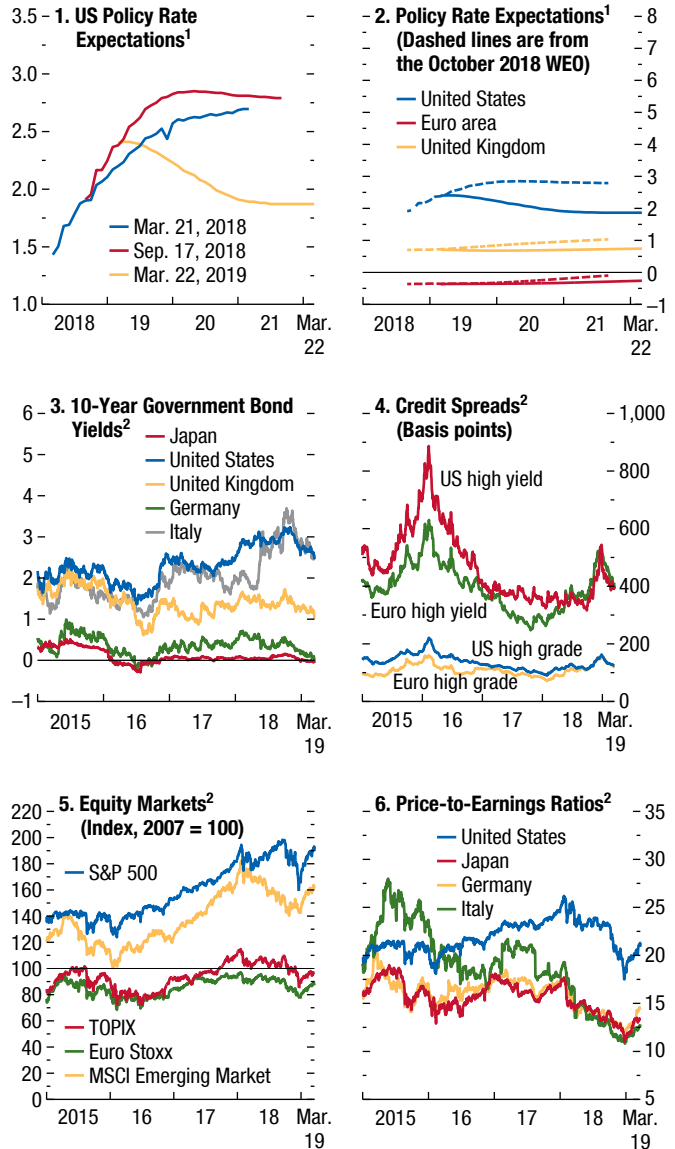 1. US Policy Rate
Expectations1
3.5
3.0
2.5
2.0
1.5
1.0
Mar. 21, 2018
Sep. 17, 2018
Mar. 22, 2019
2018 19 20 21 Mar.
22
2. Policy Rate Expectations1
(Dashed lines are from
the October 2018 WEO)
United States
Euro area
United Kingdom
8
7
6
5
4
3
2
1
0
–1
2018 19 20 21 Mar.
22
3. 10-Year Government Bond
Yields2
Japan
United States
United Kingdom
Germany
Italy
6
5
4
3
2
1
0
–1
2015 16 17 18 Mar.
19
4. Credit Spreads2
(Basis points)
US high yield
Euro high yield
US high grade
Euro high grade
1,000
800
600
400
200
0
2015 16 17 18 Mar.
19
5. Equity Markets2
(Index, 2007 = 100)
S&P 500
TOPIX
Euro Stoxx
MSCI Emerging Market
220
200
180
160
140
120
100
80
60
40
20
0
2015 16 17 18 Mar.
19
6. Price-to-Earnings Ratios2
United States
Japan
Germany
Italy
35
30
25
20
15
10
5
2015 16 17 18 Mar.
19